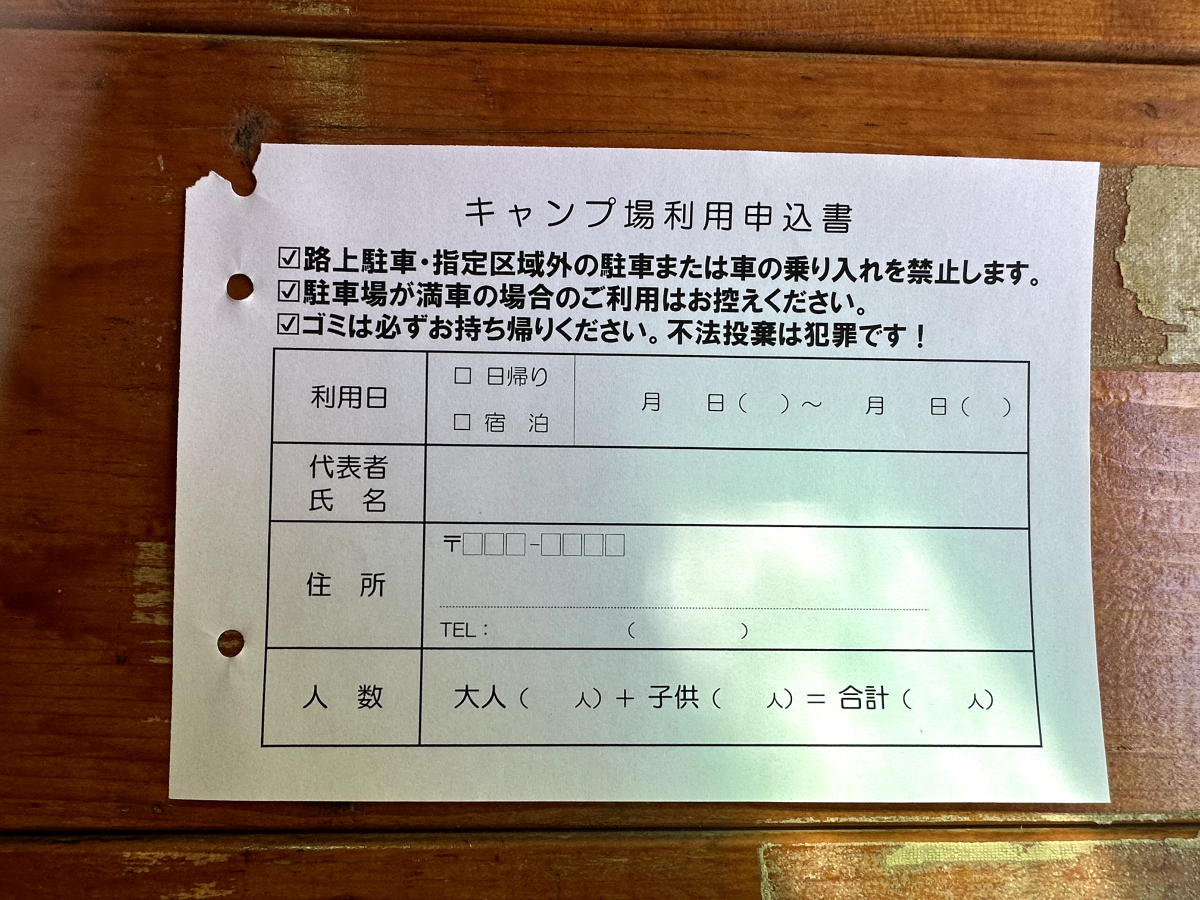 キャンプ場利用申込書
☑路上駐車・指定区域外の駐車または車の乗り入れを禁止します。
☑駐車場が満車の場合のご利用はお控えください。
☑ゴミは必ずお持ち帰りください。不法投棄は犯罪です！
利用日
□ 日帰り
□ 宿 泊
月 日( )～ 月 日( )
代表者
氏 名
住 所
〒□□□-□□□□
TEL： ( )
人 数
大人( 人)＋子供( 人)＝合計( 人)